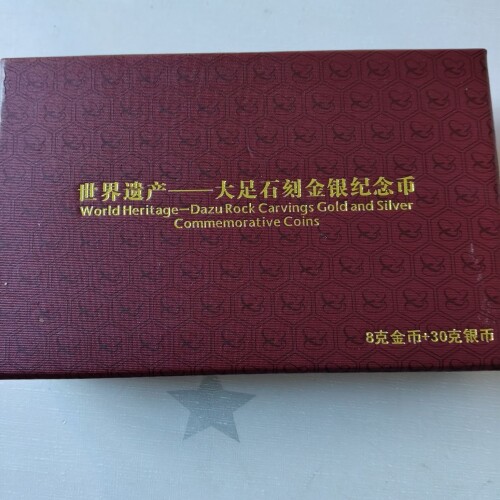 世界遗产——大足石刻金银纪念币
World Heritage—Dazu Rock Carvings Gold and Silver
Commemorative Coins
8克金币+30克银币